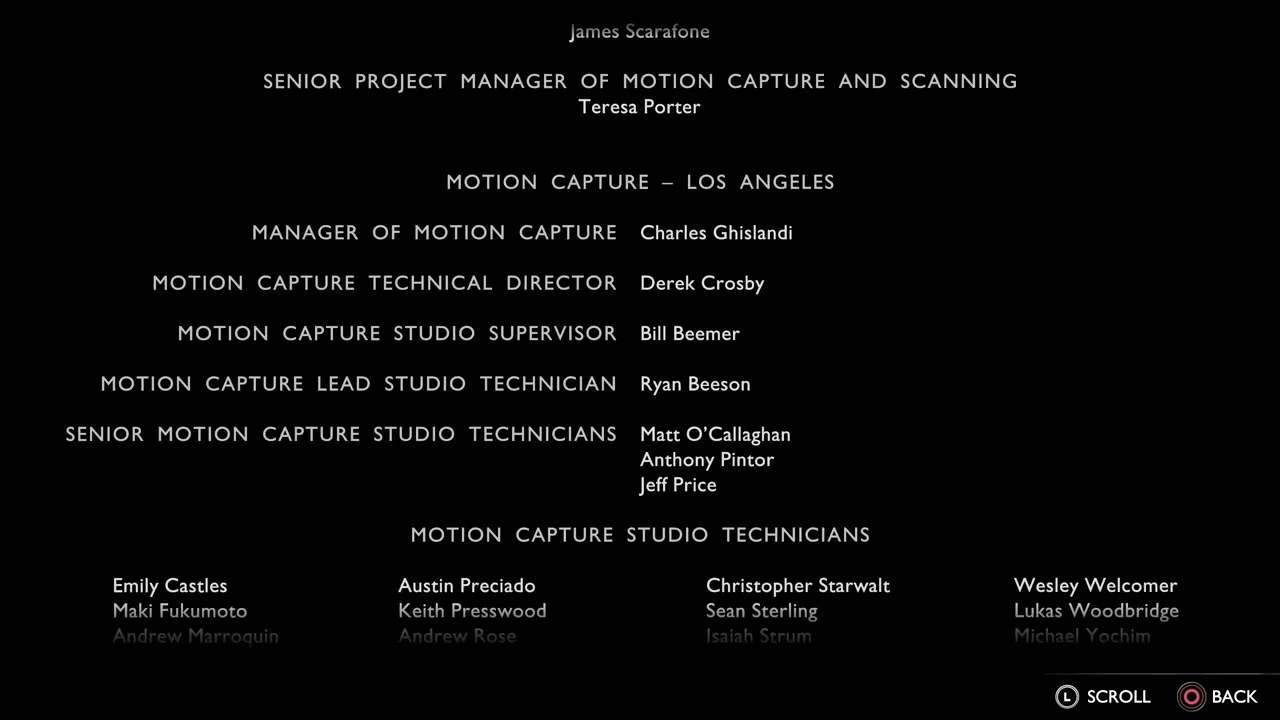 James Scarafone
SENIOR PROJECT MANAGER OF MOTION CAPTURE AND SCANNING
Teresa Porter
MOTION CAPTURE – LOS ANGELES
MANAGER OF MOTION CAPTURE Charles Ghislandi
MOTION CAPTURE TECHNICAL DIRECTOR Derek Crosby
MOTION CAPTURE STUDIO SUPERVISOR Bill Beemer
MOTION CAPTURE LEAD STUDIO TECHNICIAN Ryan Beeson
SENIOR MOTION CAPTURE STUDIO TECHNICIANS Matt O’Callaghan
Anthony Pintor
Jeff Price
MOTION CAPTURE STUDIO TECHNICIANS
Emily Castles Austin Preciado Christopher Starwalt Wesley Welcomer
Maki Fukumoto Keith Presswood Sean Sterling Lukas Woodbridge
Andrew Marroquin Andrew Rose Isaiah Strum Michael Yochim
L SCROLL BACK